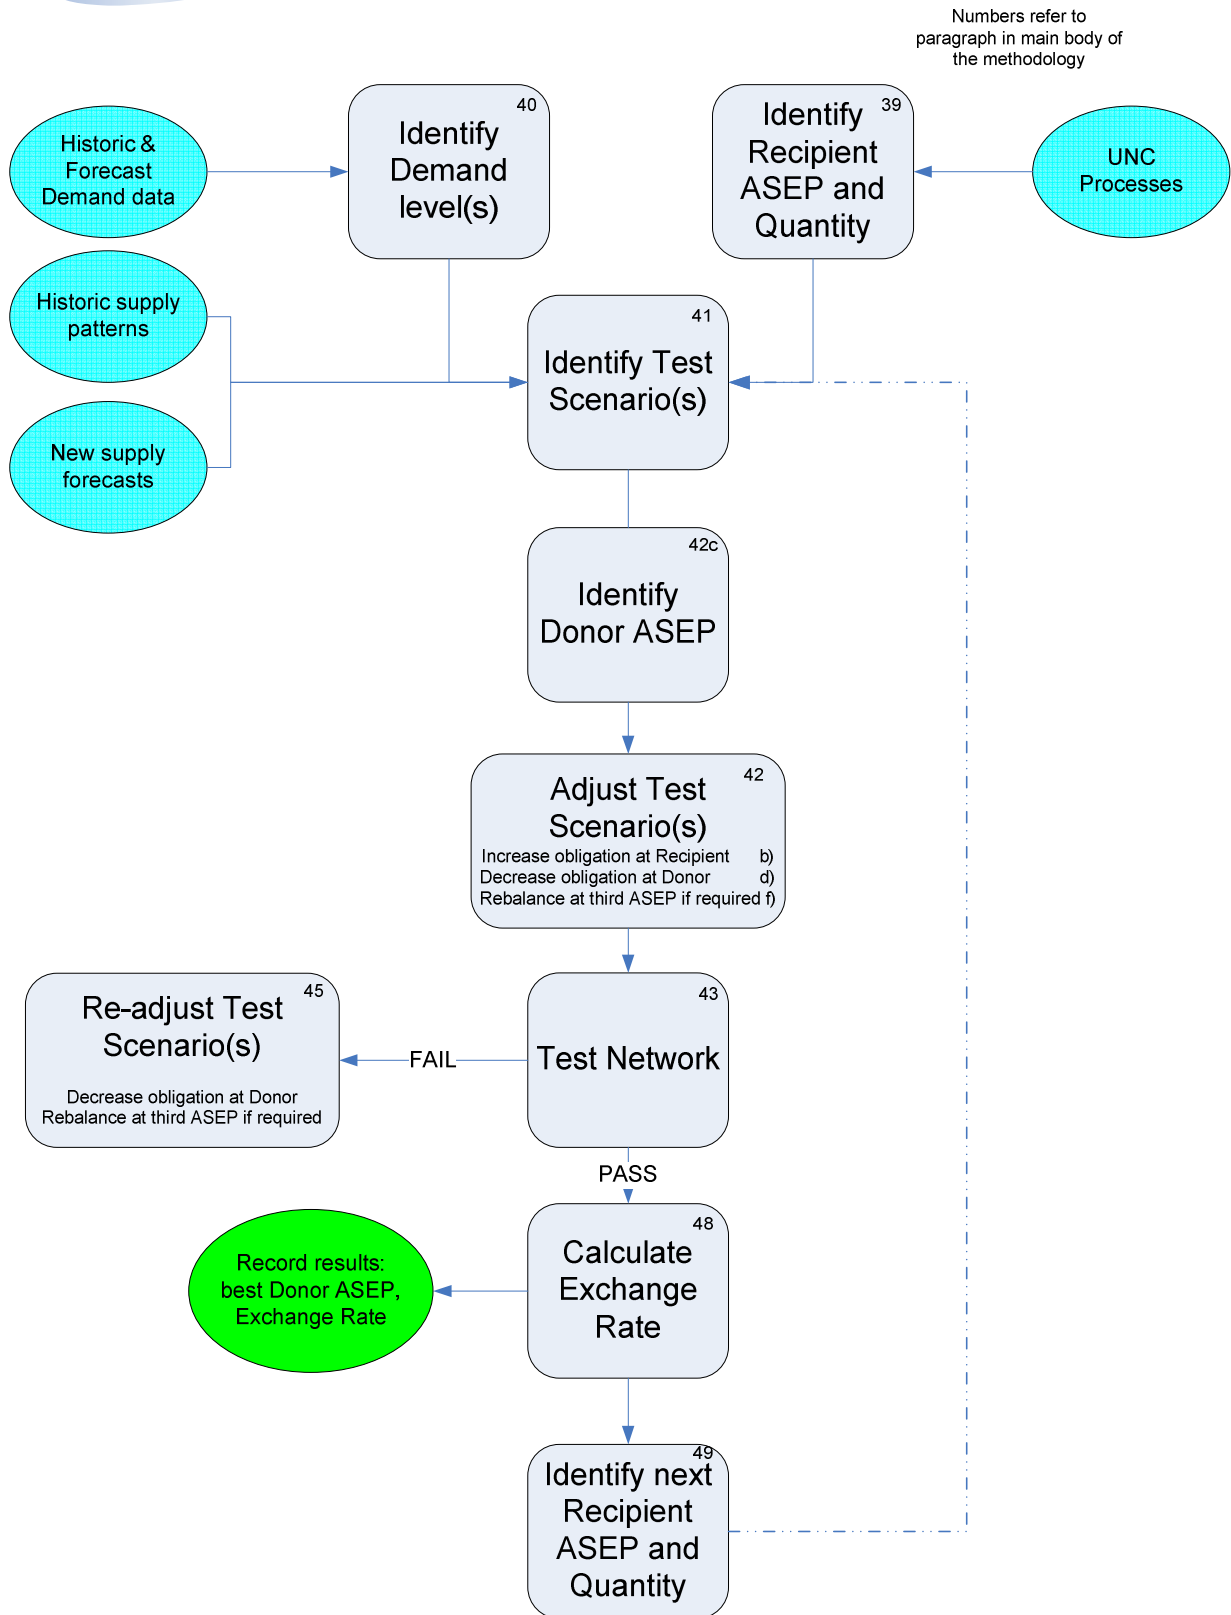 Numbers refer to
paragraph in main body of
the methodology
40
Identify
Demand
level(s)
39
Identify
Recipient
ASEP and
Quantity
Historic &
Forecast
Demand data
UNC
Processes
Historic supply
patterns
41
Identify Test
Scenario(s)
New supply
forecasts
42c
Identify
Donor ASEP
42
Adjust Test
Scenario(s)
Increase obligation at Recipient b)
Decrease obligation at Donor d)
Rebalance at third ASEP if required f)
45
Re-adjust Test
Scenario(s)
Decrease obligation at Donor
Rebalance at third ASEP if required
FAIL
43
Test Network
PASS
48
Calculate
Exchange
Rate
Record results:
best Donor ASEP,
Exchange Rate
49
Identify next
Recipient
ASEP and
Quantity